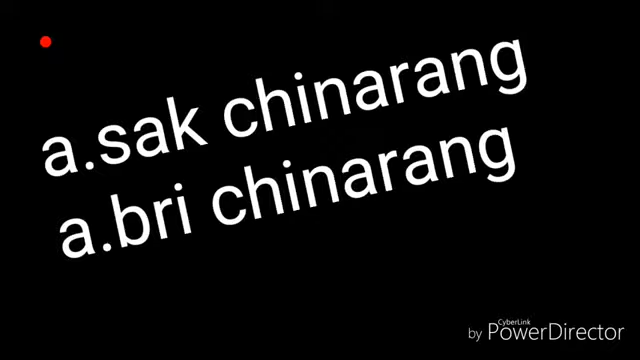 a.sak chinarang
a.bri chinarang
CyberLink
by PowerDirector